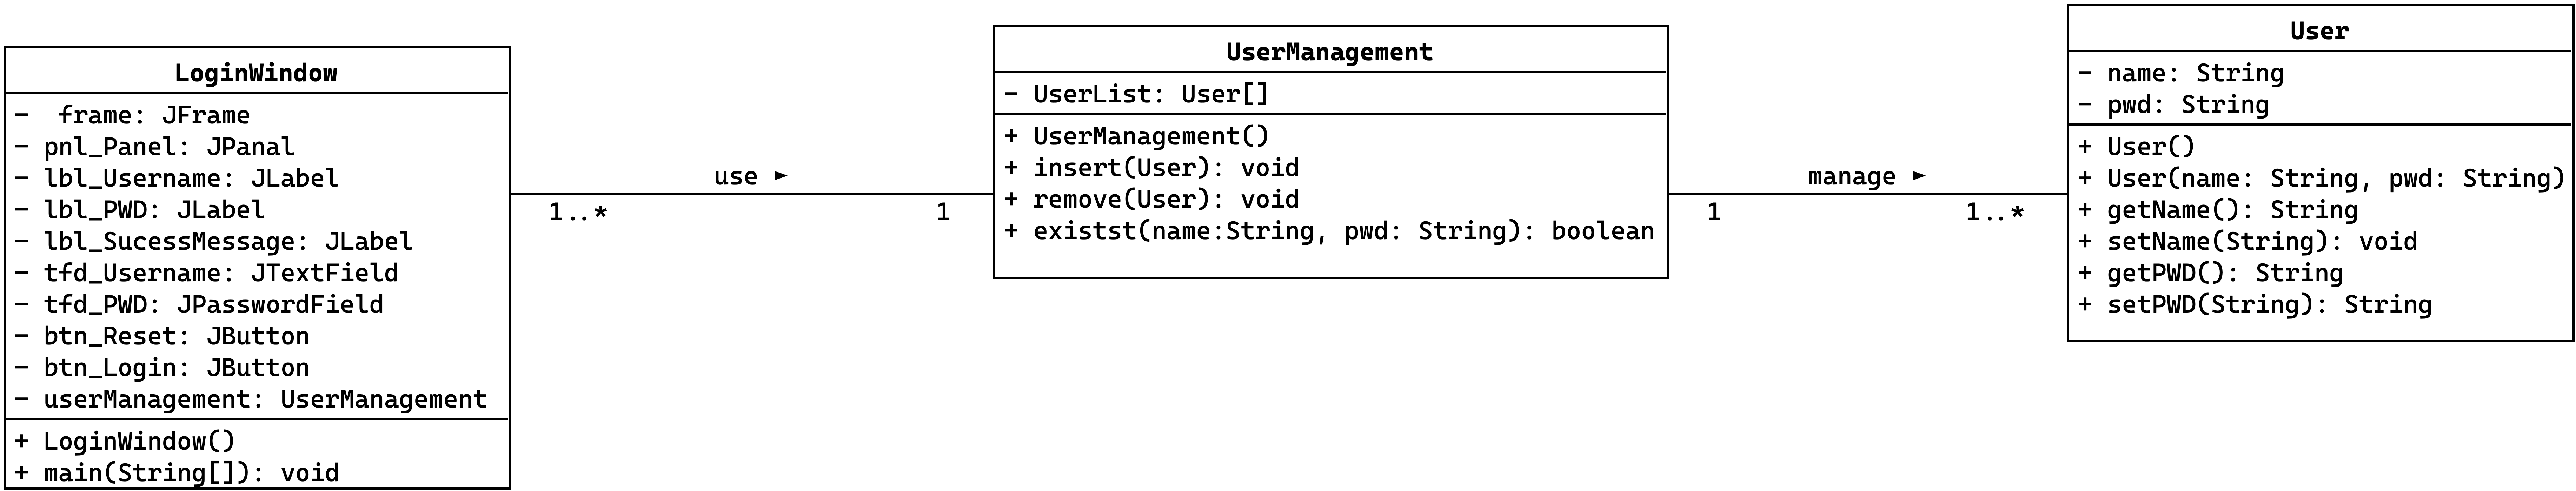 LoginWindow
-  frame: JFrame
- pnl_Panel: JPanal
- lbl_Username: JLabel
- lbl_PWD: JLabel
- lbl_SucessMessage: JLabel
- tfd_Username: JTextField
- tfd_PWD: JPasswordField
- btn_Reset: JButton
- btn_Login: JButton
- userManagement: UserManagement
+ LoginWindow()
+ main(String[]): void
use ►
1..*
1
UserManagement
- UserList: User[]
+ UserManagement()
+ insert(User): void
+ remove(User): void
+ existst(name:String, pwd: String): boolean
manage ►
1
1..*
User
- name: String
- pwd: String
+ User()
+ User(name: String, pwd: String)
+ getName(): String
+ setName(String): void
+ getPWD(): String
+ setPWD(String): String